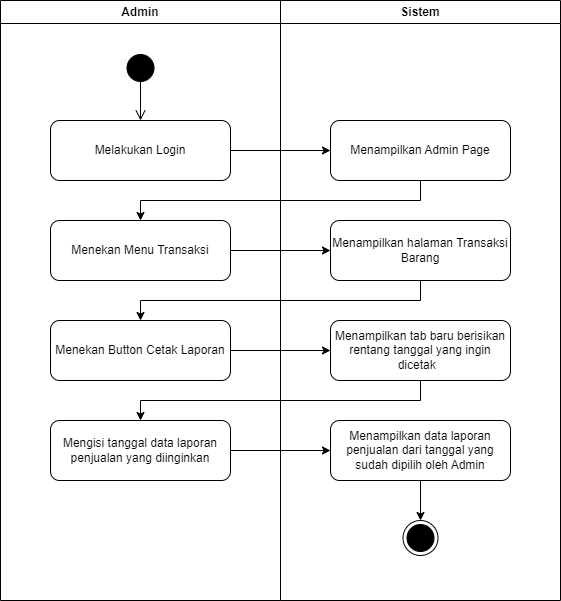 Admin
Sistem
Melakukan Login
Menampilkan Admin Page
Menekan Menu Transaksi
Menampilkan halaman Transaksi
Barang
Menekan Button Cetak Laporan
Menampilkan tab baru berisikan
rentang tanggal yang ingin
dicetak
Mengisi tanggal data laporan
penjualan yang diinginkan
Menampilkan data laporan
penjualan dari tanggal yang
sudah dipilih oleh Admin